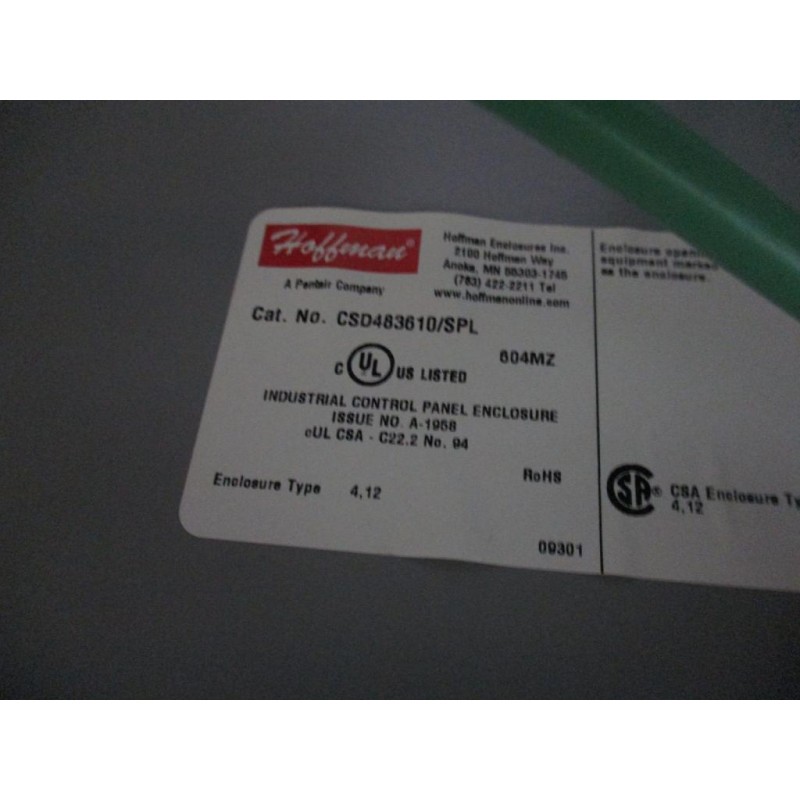 Hoffman®
A Pentair Company
Hoffman Enclosures Inc.
2100 Hoffman Way
Anoka, MN 55303-1745
(763) 422-2211 Tel
www.hoffmanonline.com
Cat. No. CSD483610/SPL
604MZ
C UL US LISTED
INDUSTRIAL CONTROL PANEL ENCLOSURE
ISSUE NO. A-1958
cUL CSA - C22.2 No. 94
RoHS
Enclosure Type 4,12
09301
Enclosure
equipment marked
as the enclosure.
SA® CSA Enclosure
4,12